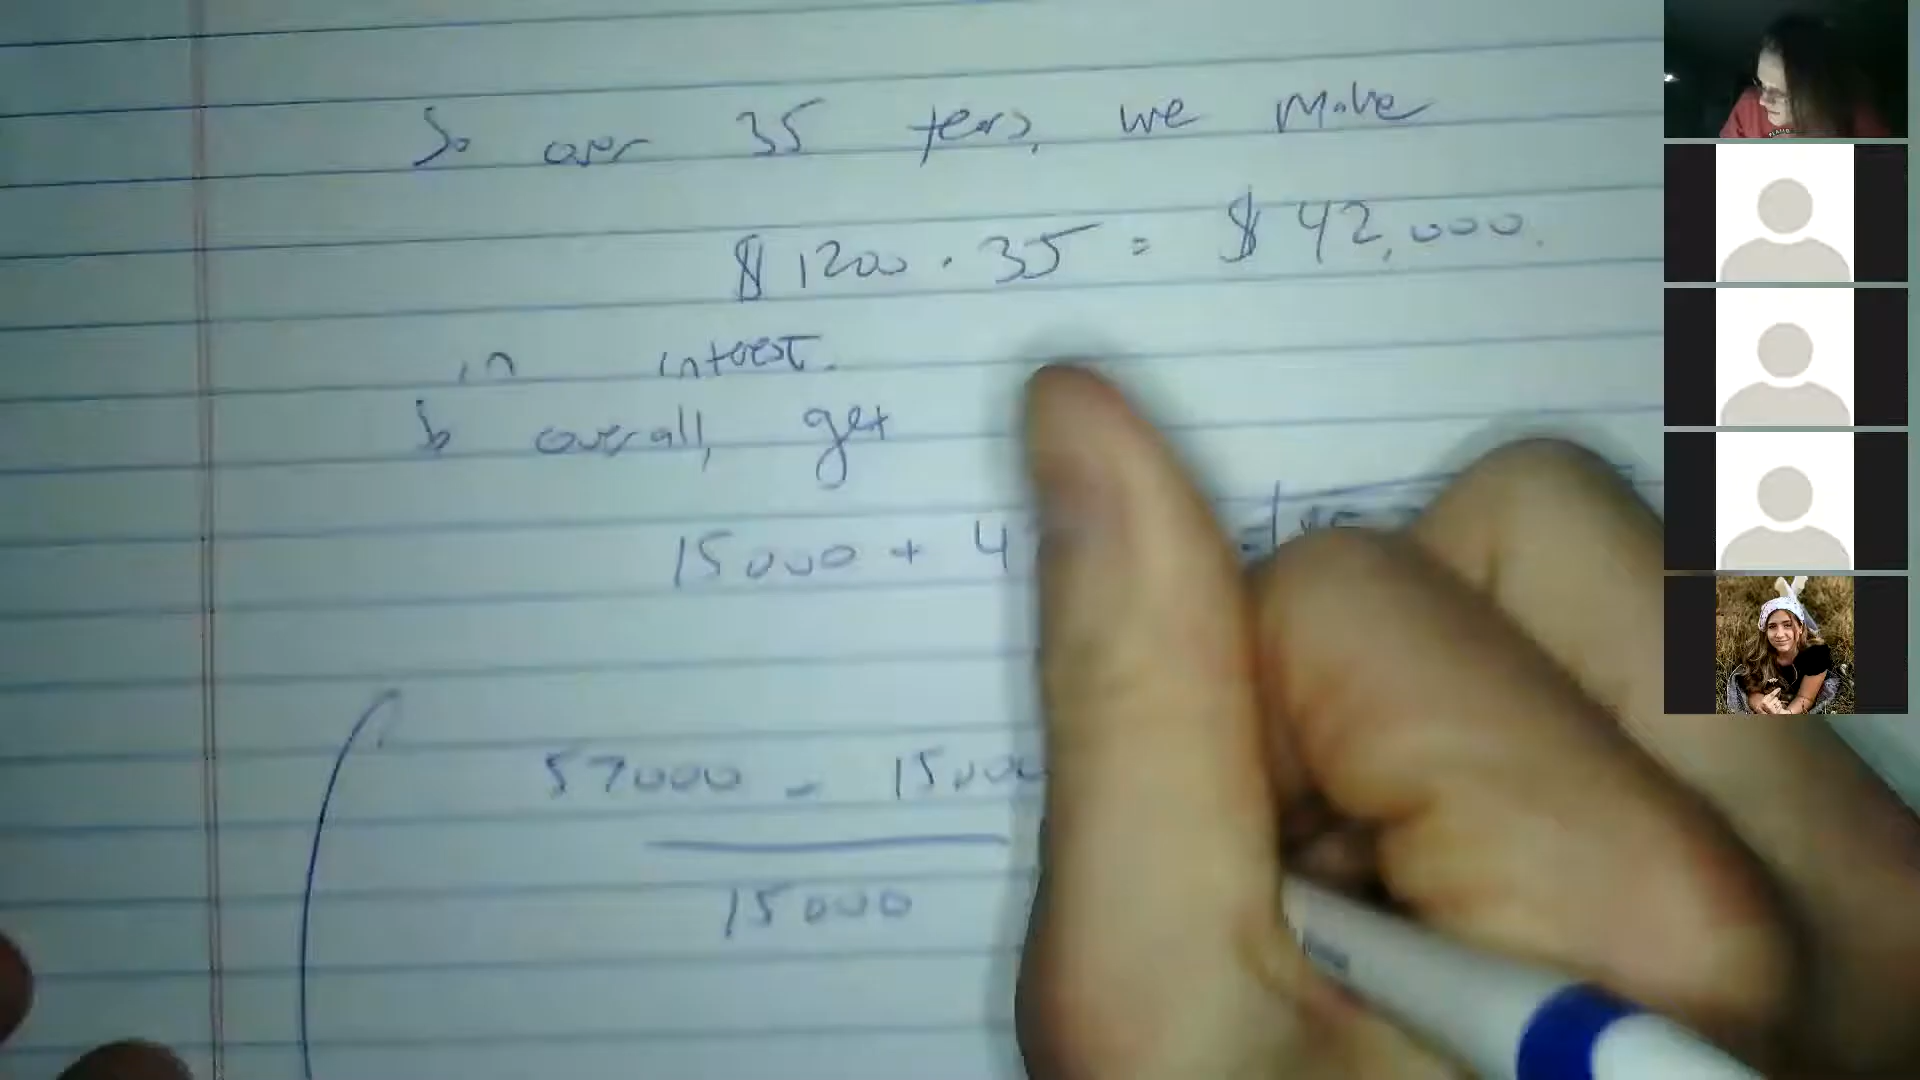 So over 35 years, we make
$1200 · 35 = $42,000.
in interest.
So overall, get
15000 + 4
57000 - 15000
15000